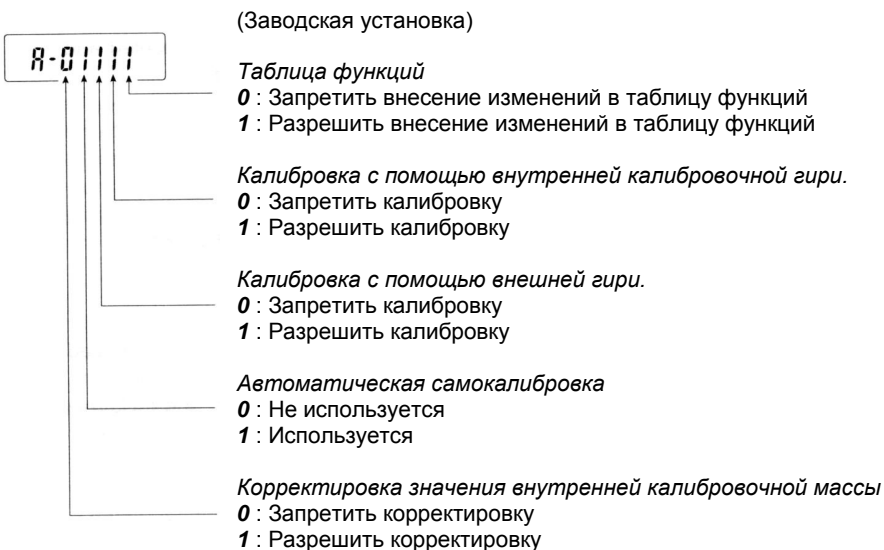 (Заводская установка)
A-01111
Таблица функций
0 : Запретить внесение изменений в таблицу функций
1 : Разрешить внесение изменений в таблицу функций
Калибровка с помощью внутренней калибровочной гири.
0 : Запретить калибровку
1 : Разрешить калибровку
Калибровка с помощью внешней гири.
0 : Запретить калибровку
1 : Разрешить калибровку
Автоматическая самокалибровка
0 : Не используется
1 : Используется
Корректировка значения внутренней калибровочной массы
0 : Запретить корректировку
1 : Разрешить корректировку